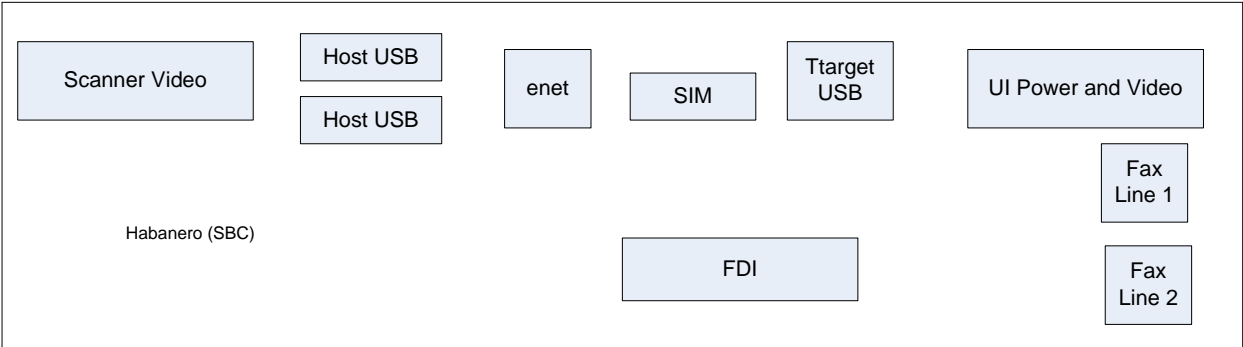 Scanner Video
Host USB
Host USB
enet
SIM
Ttarget
USB
UI Power and Video
Fax
Line 1
Habanero (SBC)
FDI
Fax
Line 2